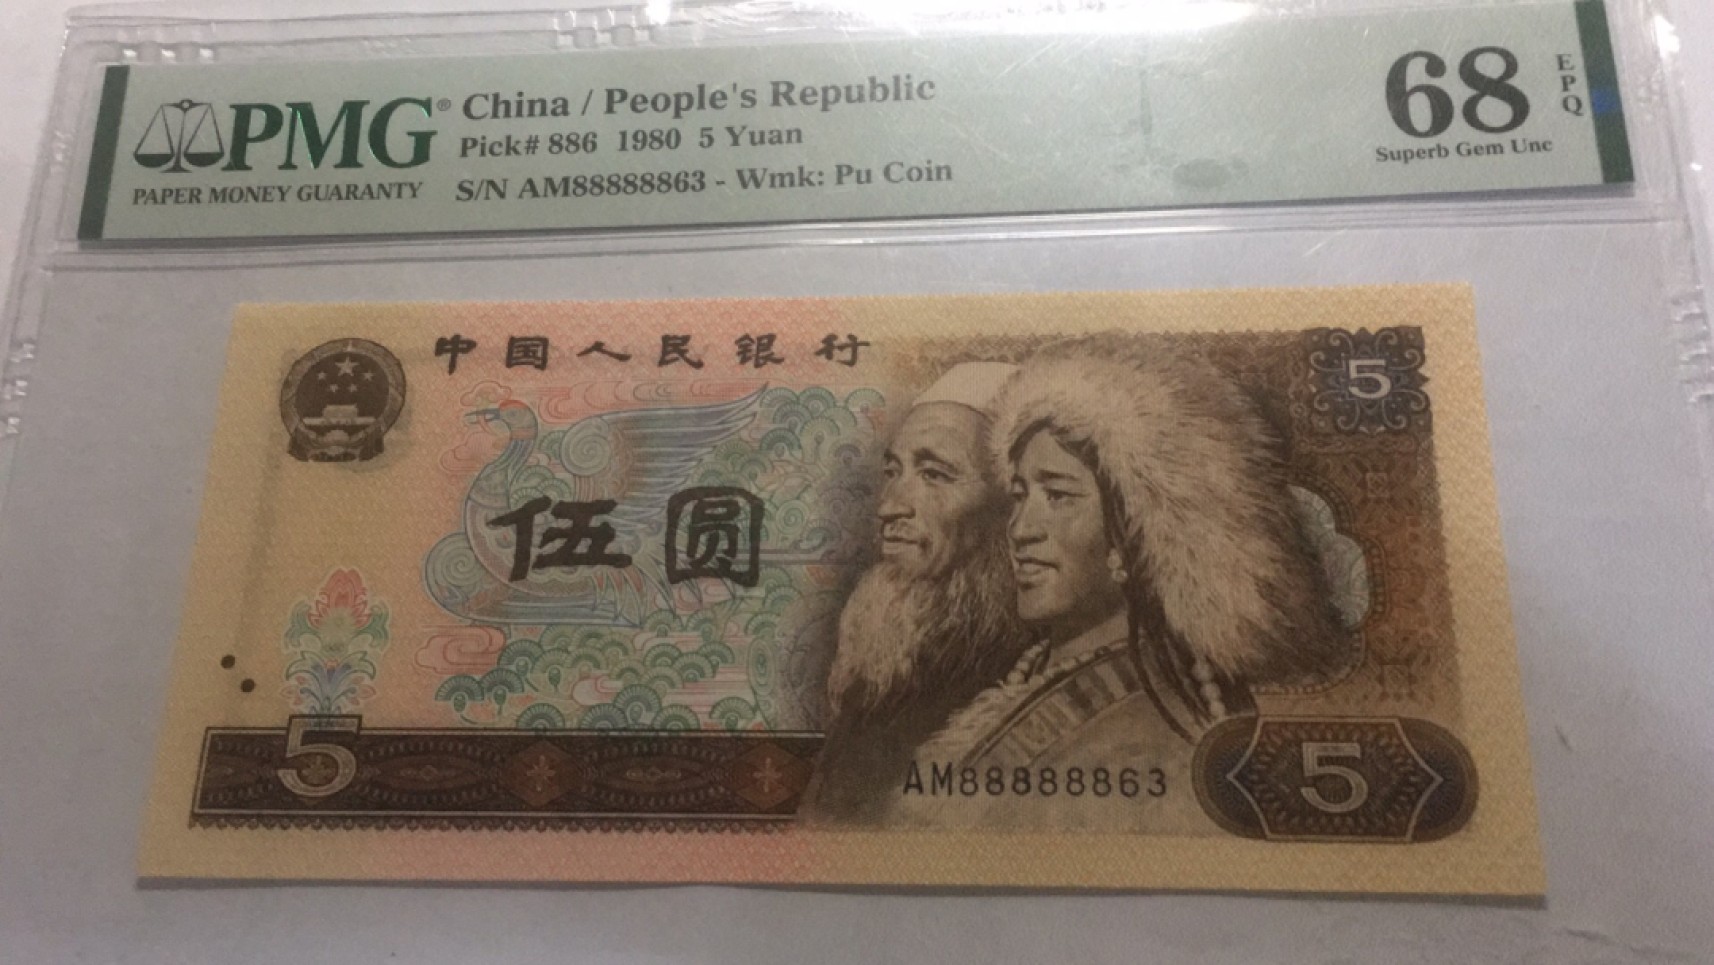 PMG® China / People's Republic
Pick# 886 1980 5 Yuan
PAPER MONEY GUARANTY
S/N AM88888863 - Wmk: Pu Coin
68
EPQ
Superb Gem Unc
中国人民银行
5
伍圆
5
AM88888863
5